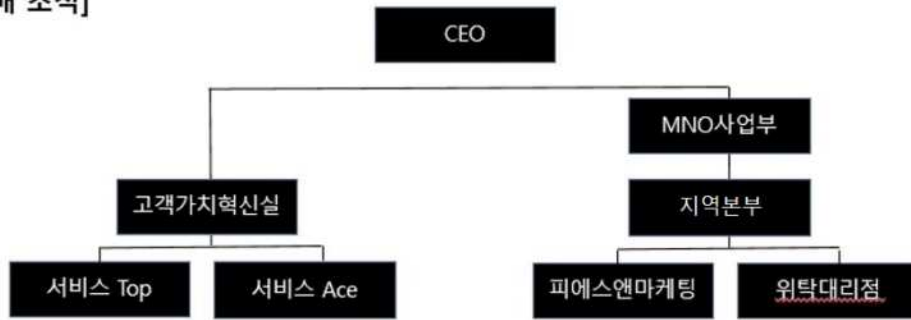 조직]
CEO
MNO사업부
고객가치혁신실
지역본부
서비스 Top
서비스 Ace
피에스앤마케팅
위탁대리점